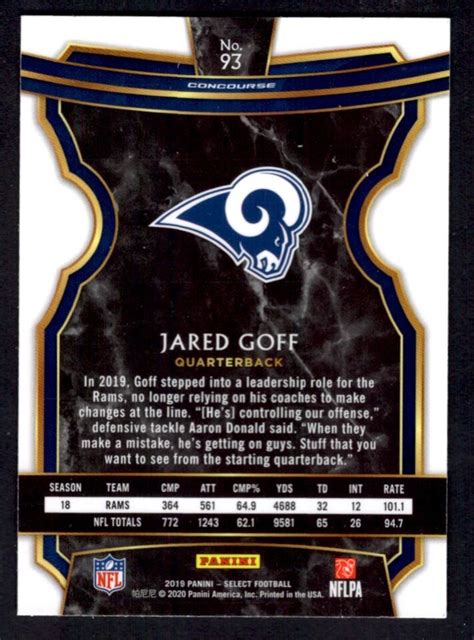 No.
93
CONCOURSE
JARED GOFF
QUARTERBACK
In 2019, Goff stepped into a leadership role for the
Rams, no longer relying on his coaches to make
changes at the line. “[He's] controlling our offense,”
defensive tackle Aaron Donald said. “When they
make a mistake, he's getting on guys. Stuff that you
want to see from the starting quarterback.”
SEASON TEAM CMP ATT CMP% YDS TD INT RATE
18 RAMS 364 561 64.9 4688 32 12 101.1
NFL TOTALS 772 1243 62.1 9581 65 26 94.7
NFL
PANINI
NFLPA
2019 PANINI - SELECT FOOTBALL
帕尼尼 © 2020 Panini America, Inc. Printed in the USA.